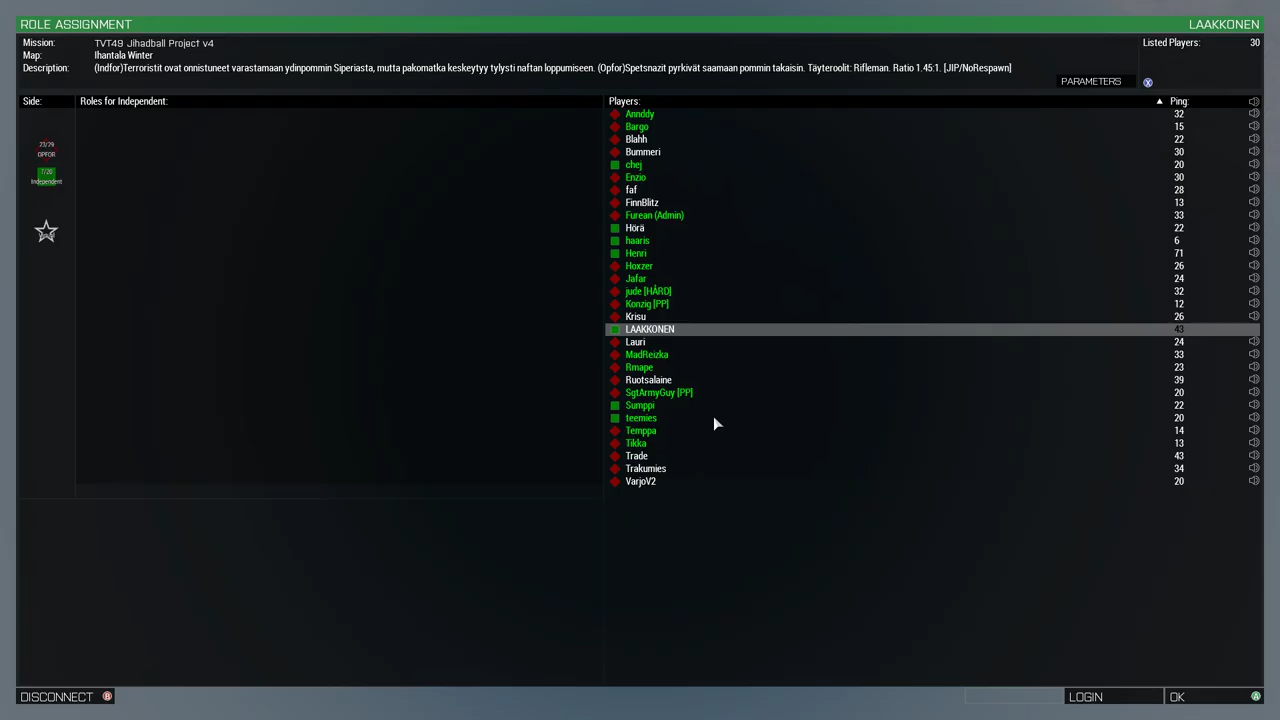 ROLE ASSIGNMENT LAAKKONEN
Mission: TVT49 Jihadball Project v4 Listed Players: 30
Map: Ihantala Winter
Description: (Indfor)Terroristit ovat onnistuneet varastamaan ydinpommin Siperiasta, mutta pakomatka keskeytyy tylysti naftan loppumiseen. (Opfor)Spetsnazit pyrkivät saamaan pommin takaisin. Täyteroolit: Rifleman. Ratio 1.45:1. [JIP/NoRespawn]
PARAMETERS X
Side: Roles for Independent: Players: Ping:
23/29
OPFOR
7/20
Independent
Annddy 32
Bargo 15
Blahh 22
Bummeri 30
chej 20
Enzio 30
faf 28
FinnBlitz 13
Furean (Admin) 33
Hörä 22
haaris 6
Henri 71
Hoxzer 26
Jafar 24
jude [HÅRD] 32
Konzig [PP] 12
Krisu 26
LAAKKONEN 43
Lauri 24
MadReizka 33
Rmape 23
Ruotsalaine 39
SgtArmyGuy [PP] 20
Sumppi 22
teemies 20
Temppa 14
Tikka 13
Trade 43
Trakumies 34
VarjoV2 20
DISCONNECT B LOGIN OK A